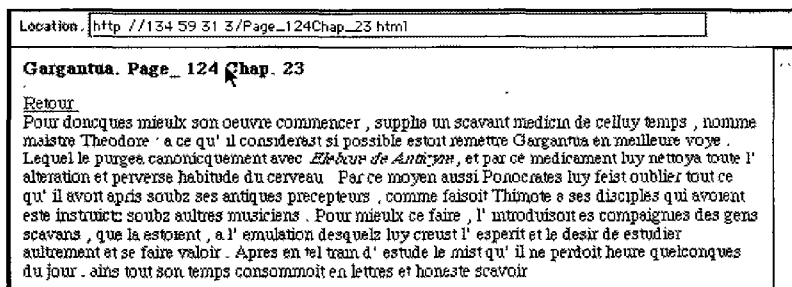 Location. http //134 59 31 3/Page_124Chap_23 html
Gargantua. Page_ 124 Chap. 23
Retour
Pour doncques mieulx son oeuvre commencer , supplia un scavant medicin de celluy temps , nomme
maistre Theodore a ce qu' il considerast si possible estoit remettre Gargantua en meilleure voye .
Lequel le purgea canonicquement avec Elebore de Anticyre, et par ce medicament luy nettoya toute l'
alteration et perverse habitude du cerveau Par ce moyen aussi Ponocrates luy feist oublier tout ce
qu' il avoit apris soubz ses antiques precepteurs , comme faisoit Thimote a ses disciples qui avoient
este instruictz soubz aultres musiciens . Pour mieulx ce faire , l' introduisoit es compaignies des gens
scavans , que la estoient , a l' emulation desquelz luy creust l' esperit et le desir de estudier
aultrement et se faire valoir . Apres en tel train d' estude le mist qu' il ne perdoit heure quelconques
du jour . ains tout son temps consommoit en lettres et honeste scavoir